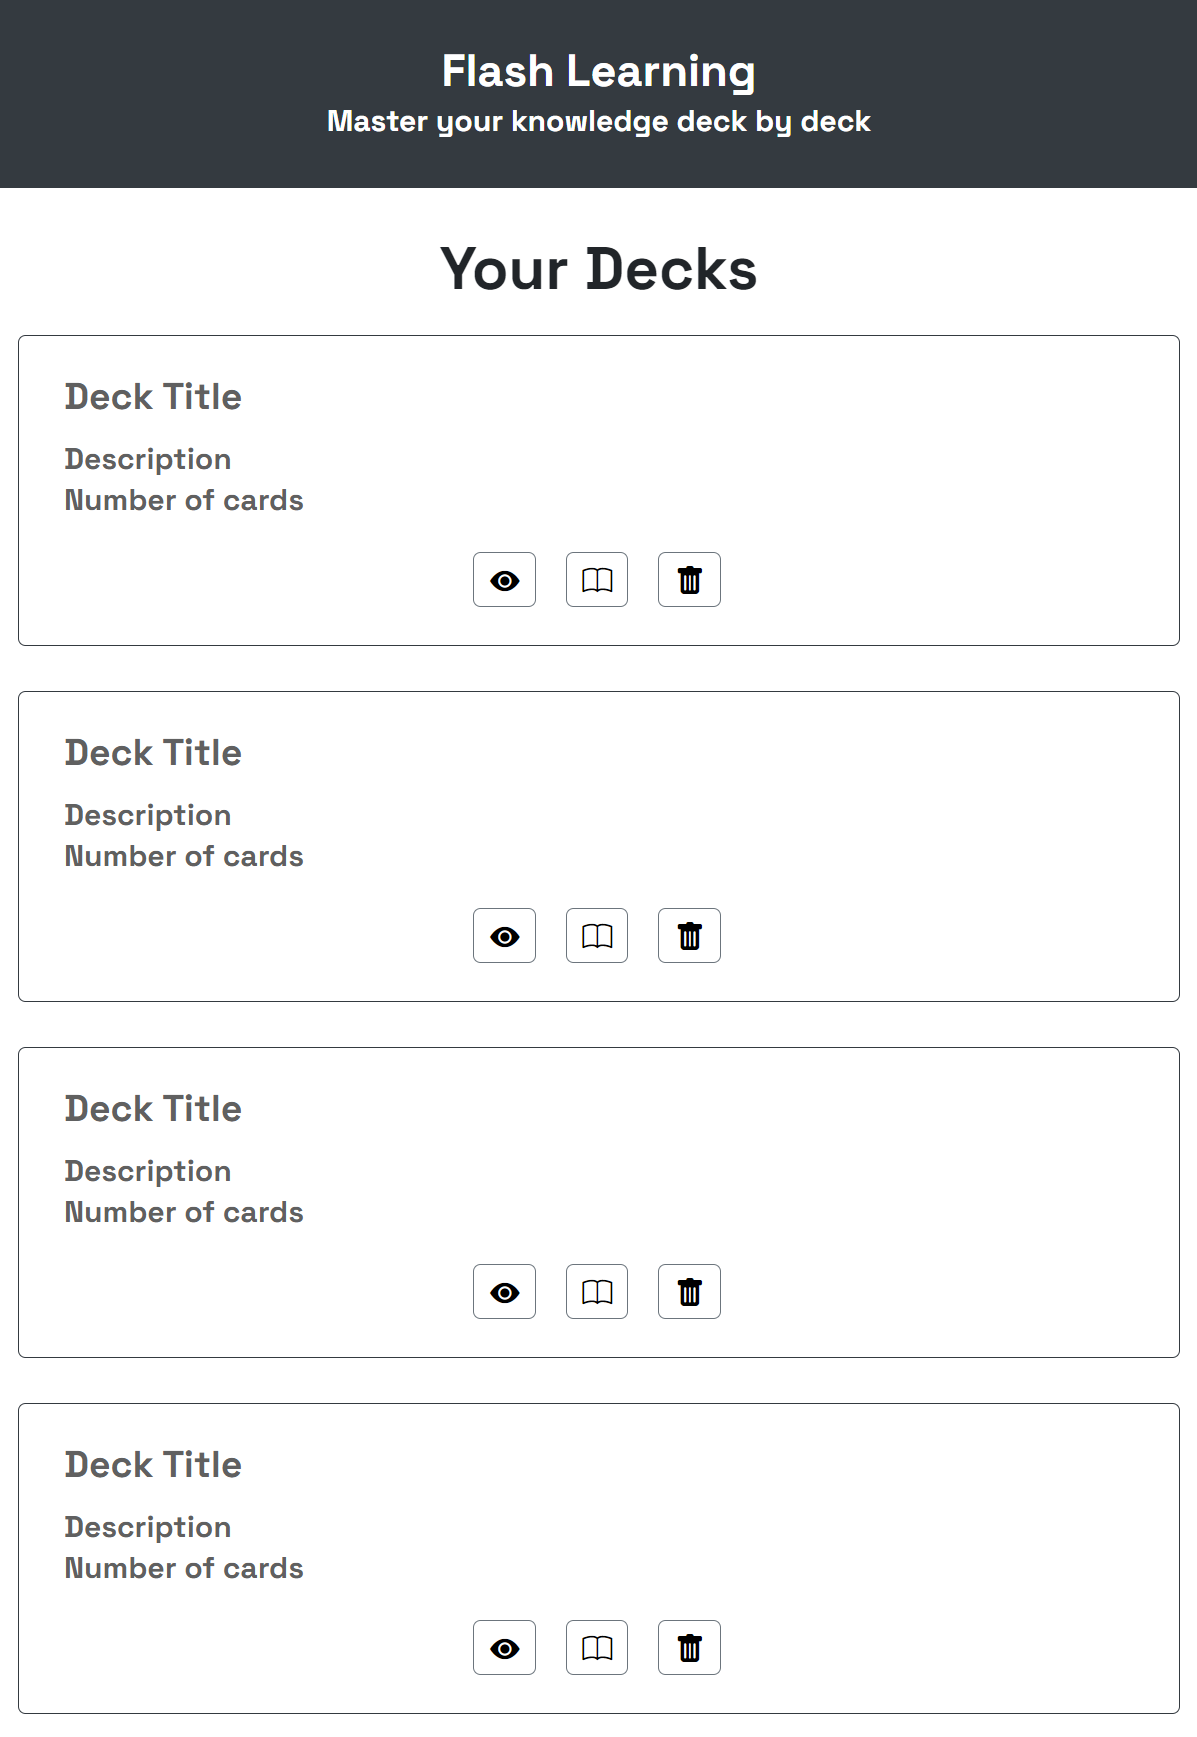 Flash Learning
Master your knowledge deck by deck
Your Decks
Deck Title
Description
Number of cards
Deck Title
Description
Number of cards
Deck Title
Description
Number of cards
Deck Title
Description
Number of cards